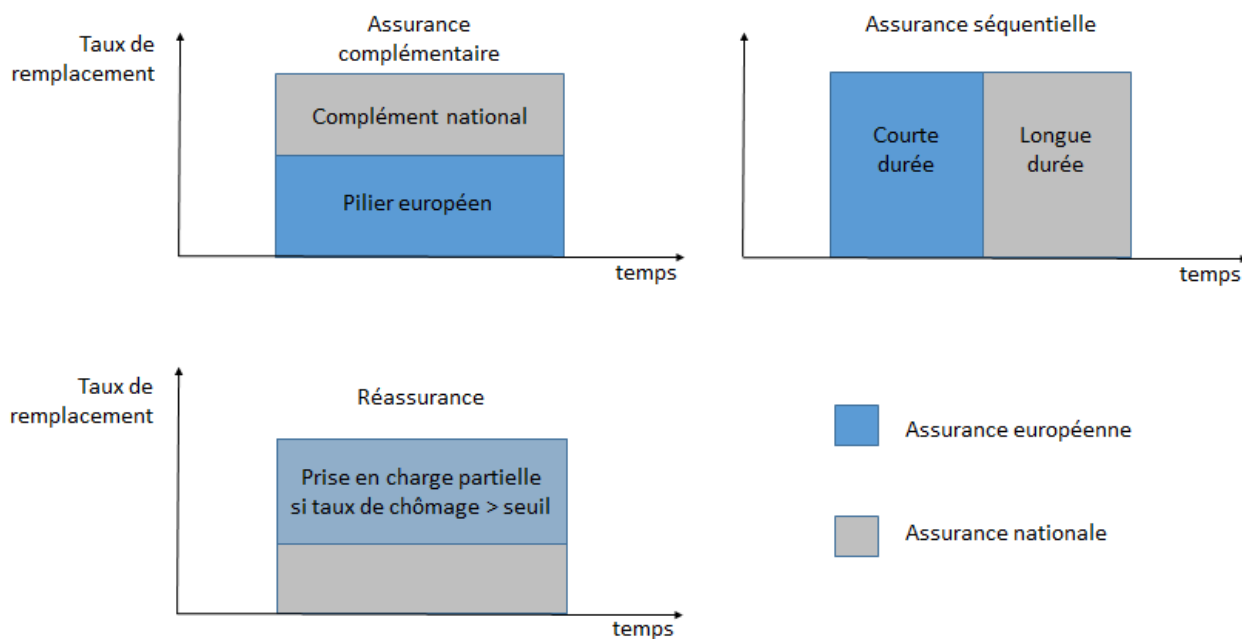 Taux de
remplacement
Assurance
complémentaire
Complément national
Pilier européen
temps
Assurance séquentielle
Courte
durée
Longue
durée
temps
Taux de
remplacement
Réassurance
Prise en charge partielle
si taux de chômage > seuil
temps
Assurance européenne
Assurance nationale